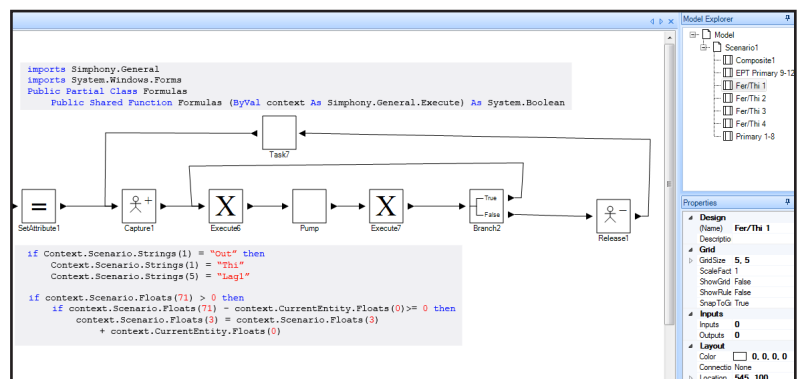 Model Explorer
Model
Scenario1
Composite1
EPT Primary 9-12
Fer/Thi 1
Fer/Thi 2
Fer/Thi 3
Fer/Thi 4
Primary 1-8
imports Simphony.General
imports System.Windows.Forms
Public Partial Class Formulas
Public Shared Function Formulas (ByVal context As Simphony.General.Execute) As System.Boolean
Task7
=
SetAttribute1
Capture1
X
Execute6
Pump
X
Execute7
True
False
Branch2
Release1
if Context.Scenario.Strings(1) = "Out" then
Context.Scenario.Strings(1) = "Thi"
Context.Scenario.Strings(5) = "Lag1"
if context.Scenario.Floats(71) > 0 then
if context.Scenario.Floats(71) - context.CurrentEntity.Floats(0)>= 0 then
context.Scenario.Floats(3) = context.Scenario.Floats(3)
+ context.CurrentEntity.Floats(0)
Properties
Design
(Name) Fer/Thi 1
Descriptio
Grid
GridSize 5, 5
ScaleFact 1
ShowGrid False
ShowRule False
SnapToGi True
Inputs
Inputs 0
Outputs 0
Layout
Color 0, 0, 0, 0
Connectio None
Location 545, 100